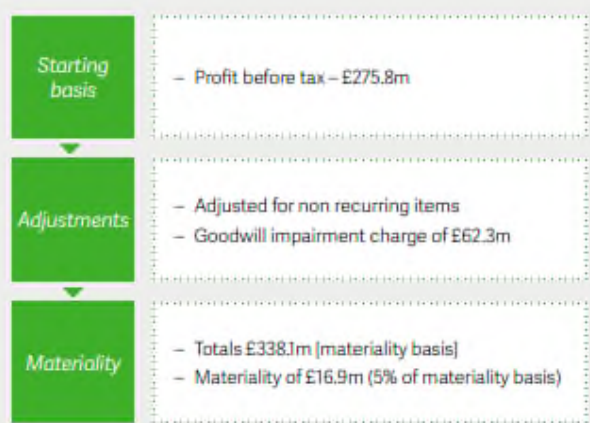 Starting
basis
– Profit before tax – £275.8m
Adjustments
– Adjusted for non recurring items
– Goodwill impairment charge of £62.3m
Materiality
– Totals £338.1m [materiality basis]
– Materiality of £16.9m (5% of materiality basis)